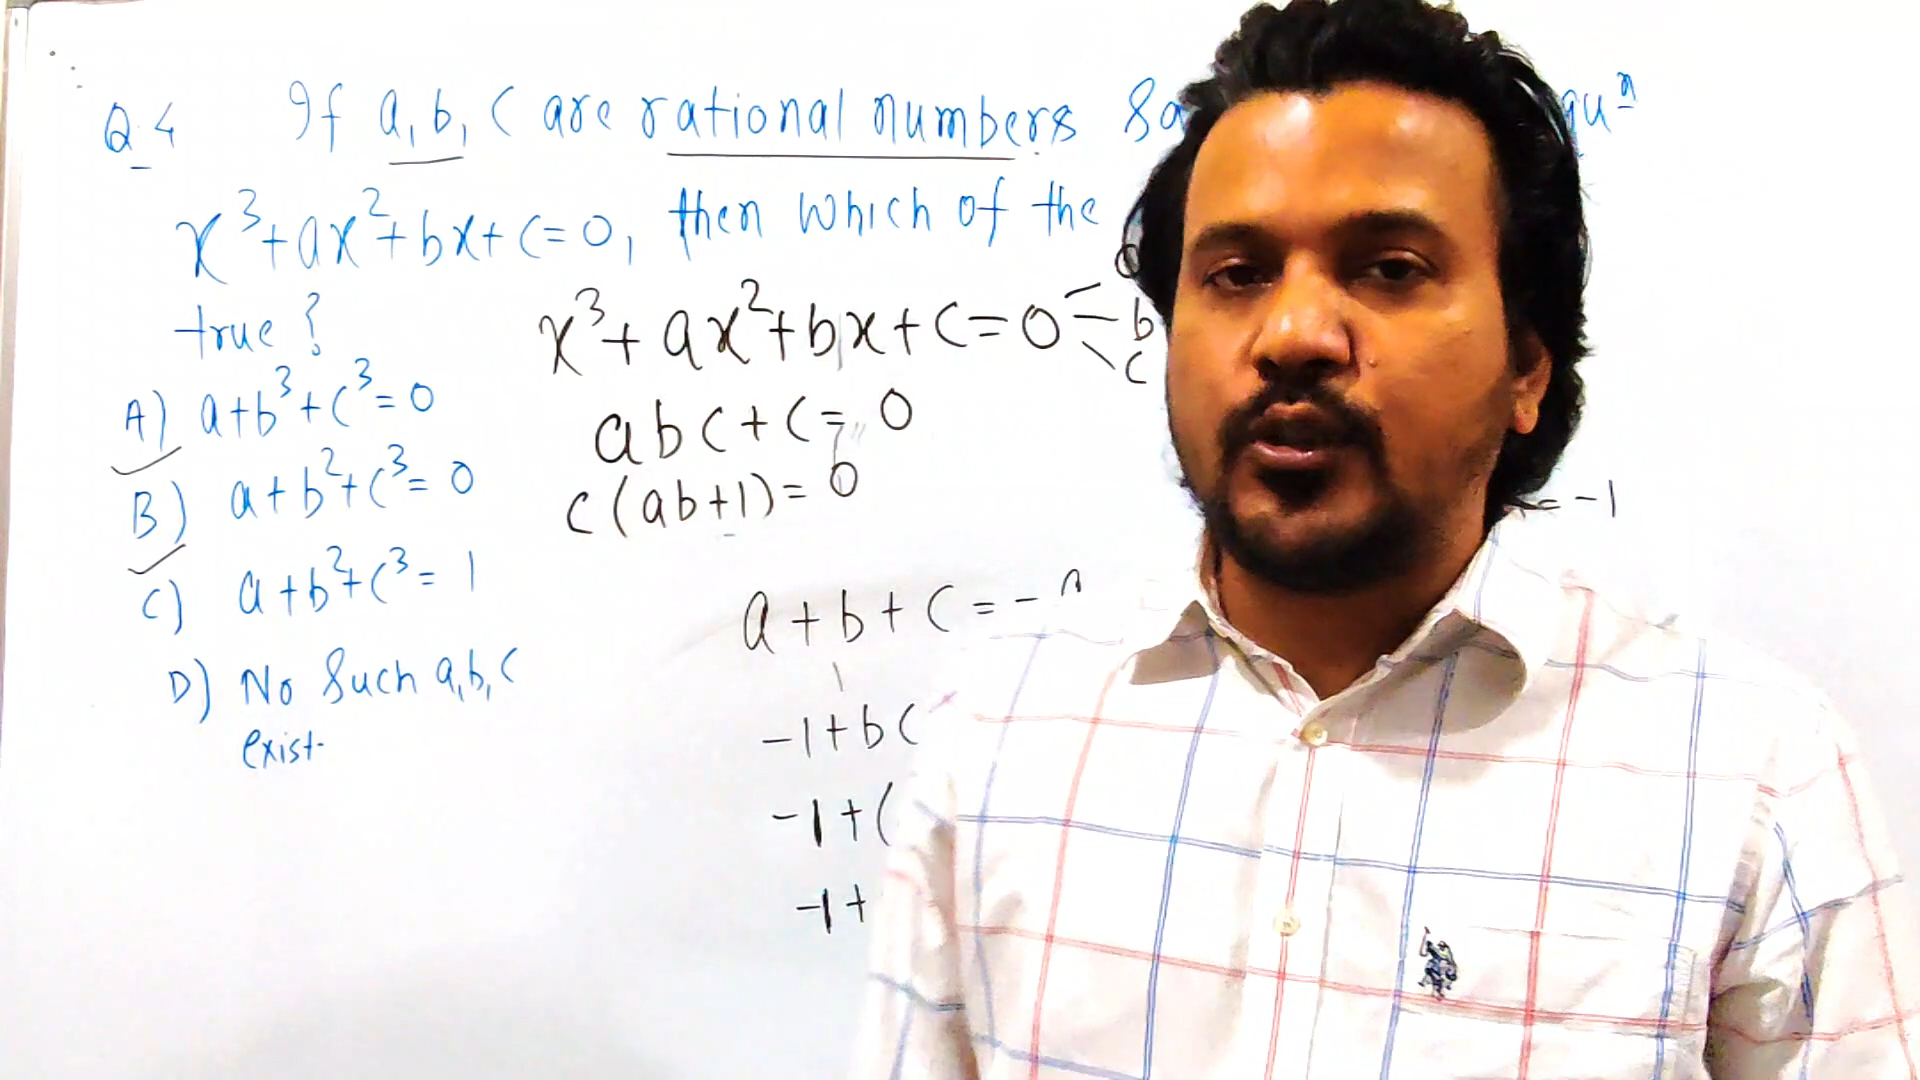 Q.4 If a, b, c are rational numbers Sa qu^n
x³+ax²+bx+c=0, then which of the
true ?
A) a+b³+c³=0
B) a+b²+c³=0
C) a+b²+c³=1
D) No Such a,b,c
exist.
x³+ax²+bx+c=0
b
c
abc+c=0
c(ab+1)=0
= -1
a+b+c=-a
-1+bc
-1+(
-1+